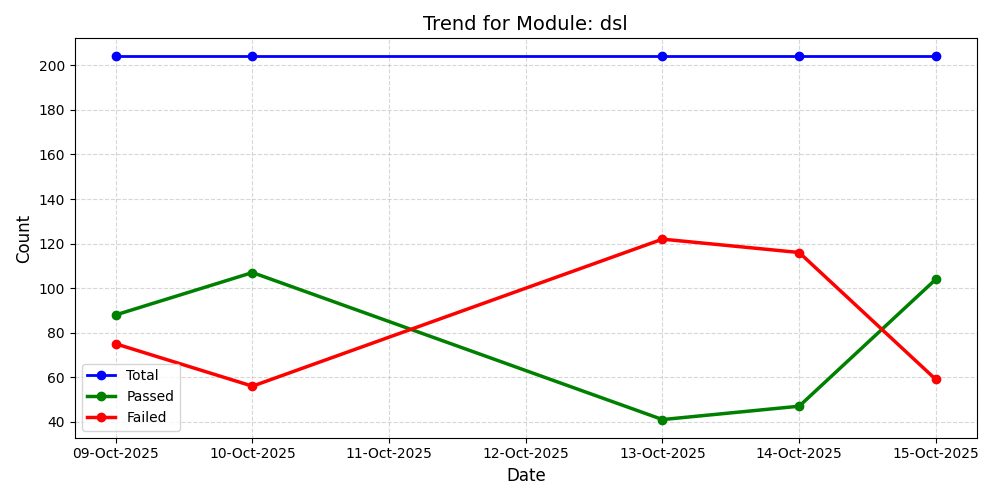 Trend for Module: dsl
Count
200
180
160
140
120
100
80
60
40
Total
Passed
Failed
09-Oct-2025 10-Oct-2025 11-Oct-2025 12-Oct-2025 13-Oct-2025 14-Oct-2025 15-Oct-2025
Date